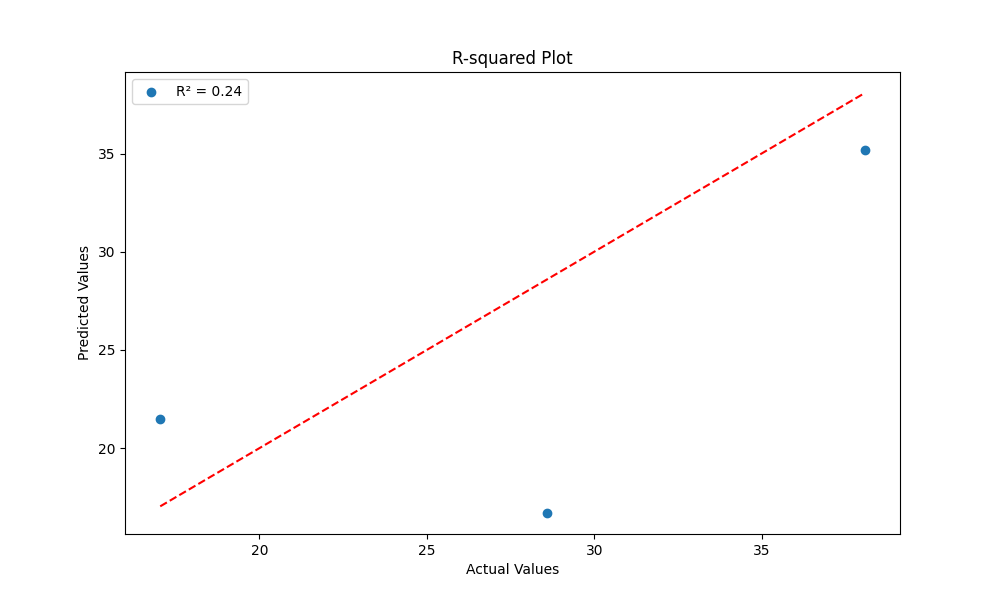 R-squared Plot
R² = 0.24
35
30
25
20
Predicted Values
20
25
30
35
Actual Values